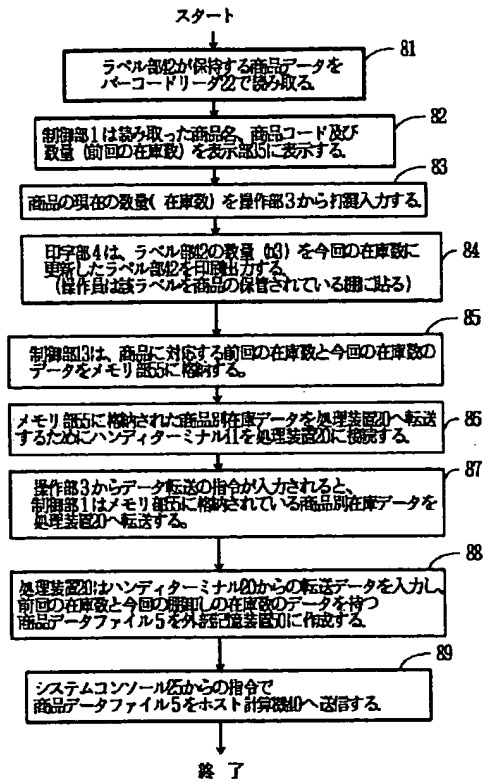 スタート
81
ラベル部42が保持する商品データを
バーコードリーダ22で読み取る。
82
制御部1は読み取った商品名、商品コード及び
数量(前回の在庫数)を表示部15に表示する。
83
商品の現在の数量(在庫数)を操作部3から打鍵入力する。
84
印字部4は、ラベル部42の数量(b3)を今回の在庫数に
更新したラベル部42を印刷出力する。
(操作員は該ラベルを商品の保管されている棚に貼る)
85
制御部13は、商品に対応する前回の在庫数と今回の在庫数の
データをメモリ部55に格納する。
86
メモリ部55に格納された商品別在庫データを処理装置20へ転送
するためにハンディターミナル11を処理装置20に接続する。
87
操作部3からデータ転送の指令が入力されると、
制御部1はメモリ部55に格納されている商品別在庫データを
処理装置20へ転送する。
88
処理装置20はハンディターミナル20からの転送データを入力し、
前回の在庫数と今回の棚卸しの在庫数のデータを持つ
商品データファイル5を外部記憶装置50に作成する。
89
システムコンソール25からの指令で
商品データファイル5をホスト計算機40へ送信する。
終了